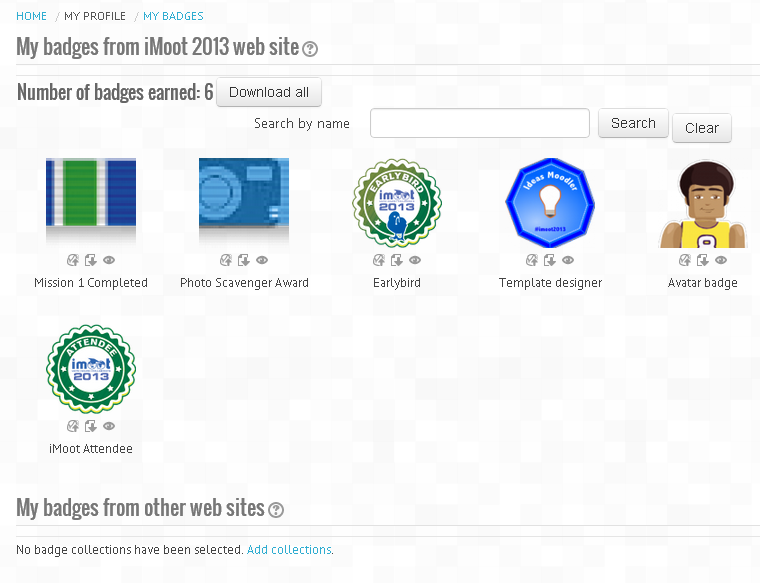 HOME / MY PROFILE / MY BADGES
My badges from iMoot 2013 web site ?
Number of badges earned: 6 Download all
Search by name Search Clear
EARLYBIRD
imoot
2013
Ideas Moodler
#imoot2013
8
Mission 1 Completed Photo Scavenger Award Earlybird Template designer Avatar badge
ATTENDEE
imoot
2013
iMoot Attendee
My badges from other web sites ?
No badge collections have been selected. Add collections.